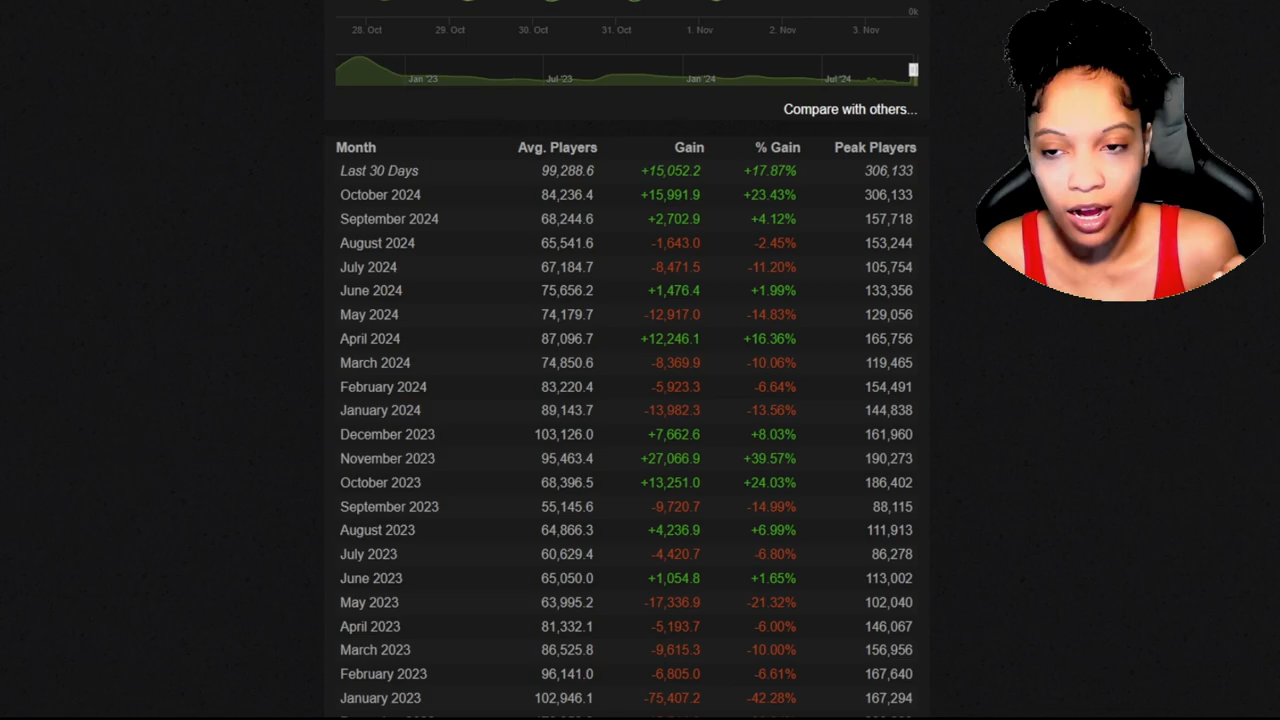 0k
28. Oct 29. Oct 30. Oct 31. Oct 1. Nov 2. Nov 3. Nov
Jan '23 Jul '23 Jan '24 Jul '24
Compare with others...
Month Avg. Players Gain % Gain Peak Players
Last 30 Days 99,288.6 +15,052.2 +17.87% 306,133
October 2024 84,236.4 +15,991.9 +23.43% 306,133
September 2024 68,244.6 +2,702.9 +4.12% 157,718
August 2024 65,541.6 -1,643.0 -2.45% 153,244
July 2024 67,184.7 -8,471.5 -11.20% 105,754
June 2024 75,656.2 +1,476.4 +1.99% 133,356
May 2024 74,179.7 -12,917.0 -14.83% 129,056
April 2024 87,096.7 +12,246.1 +16.36% 165,756
March 2024 74,850.6 -8,369.9 -10.06% 119,465
February 2024 83,220.4 -5,923.3 -6.64% 154,491
January 2024 89,143.7 -13,982.3 -13.56% 144,838
December 2023 103,126.0 +7,662.6 +8.03% 161,960
November 2023 95,463.4 +27,066.9 +39.57% 190,273
October 2023 68,396.5 +13,251.0 +24.03% 186,402
September 2023 55,145.6 -9,720.7 -14.99% 88,115
August 2023 64,866.3 +4,236.9 +6.99% 111,913
July 2023 60,629.4 -4,420.7 -6.80% 86,278
June 2023 65,050.0 +1,054.8 +1.65% 113,002
May 2023 63,995.2 -17,336.9 -21.32% 102,040
April 2023 81,332.1 -5,193.7 -6.00% 146,067
March 2023 86,525.8 -9,615.3 -10.00% 156,956
February 2023 96,141.0 -6,805.0 -6.61% 167,640
January 2023 102,946.1 -75,407.2 -42.28% 167,294